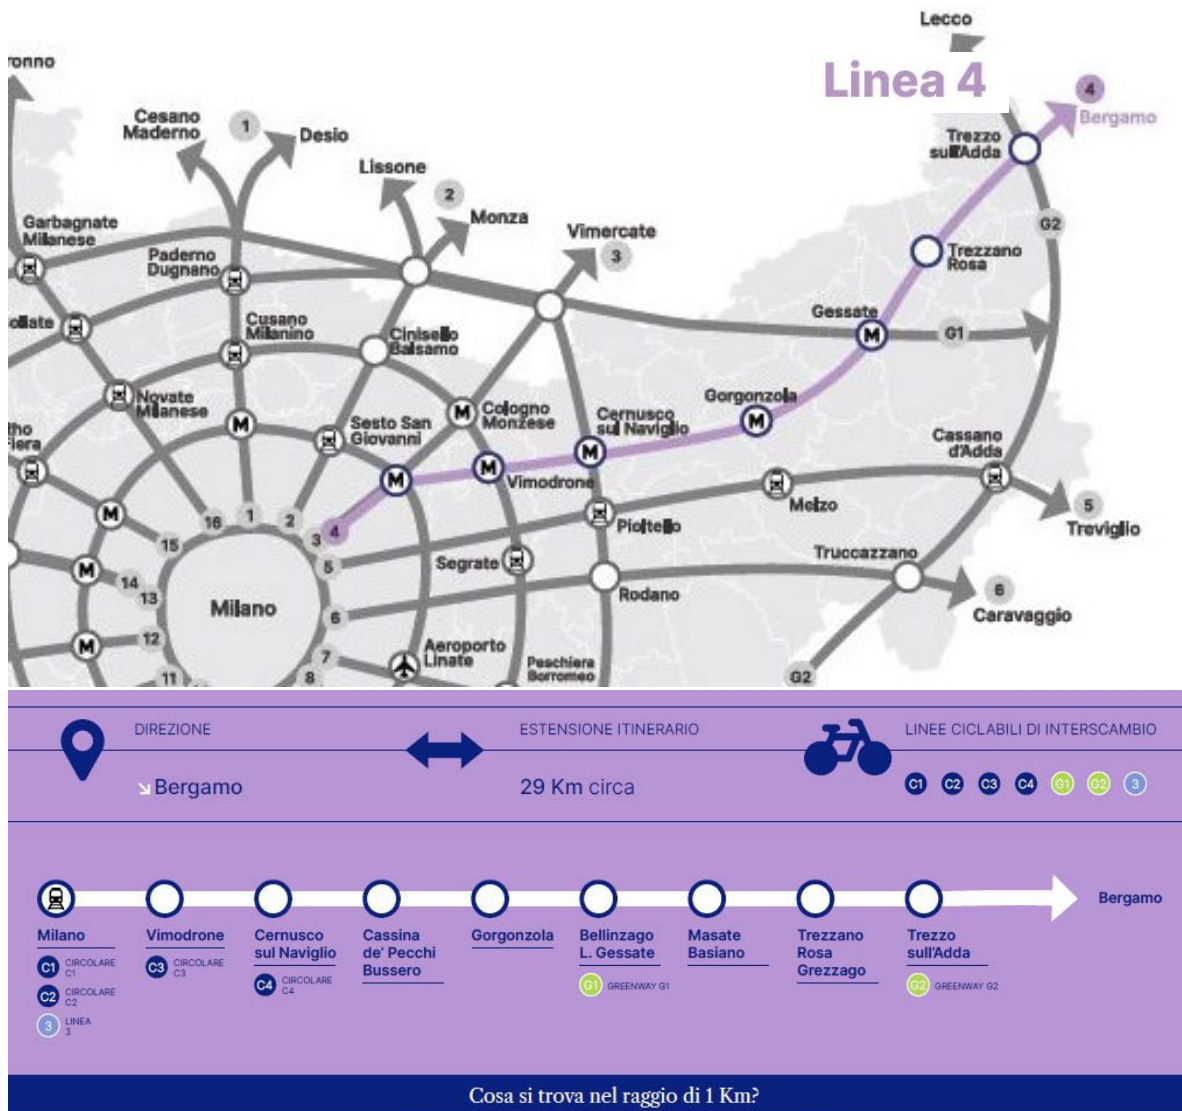 Lecco
ronno
Linea 4
4
Bergamo
Cesano
Maderno
1
Desio
Trezzo
sull'Adda
Lissone
2
Monza
Garbagnate
Milanese
Vimercate
3
G2
Paderno
Dugnano
Trezzano
Rosa
Gessate
ollate
Cusano
Milanino
Cinisello
Balsamo
M
G1
Novate
Milanese
Gorgonzola
M
Cologno
Monzese
Cernusco
sul Naviglio
M
tho
Fiera
M
Sesto San
Giovanni
Cassano
d'Adda
M
M
M
Vimodrone
Melzo
5
Treviglio
M
16
1
2
3
4
Pioltello
15
5
Segrate
Truccazzano
M
14
13
Milano
6
Rodano
6
Caravaggio
12
M
7
Aeroporto
Linate
Peschiera
Borromeo
11
8
G2
DIREZIONE
ESTENSIONE ITINERARIO
LINEE CICLABILI DI INTERSCAMBIO
Bergamo
29 Km circa
C1 C2 C3 C4 G1 G2 3
Bergamo
Milano
C1 CIRCOLARE
C1
C2 CIRCOLARE
C2
3 LINEA
3
Vimodrone
C3 CIRCOLARE
C3
Cernusco
sul Naviglio
C4 CIRCOLARE
C4
Cassina
de' Pecchi
Bussero
Gorgonzola
Bellinzago
L. Gessate
G1 GREENWAY G1
Masate
Basiano
Trezzano
Rosa
Grezzago
Trezzo
sull'Adda
G2 GREENWAY G2
Cosa si trova nel raggio di 1 Km?